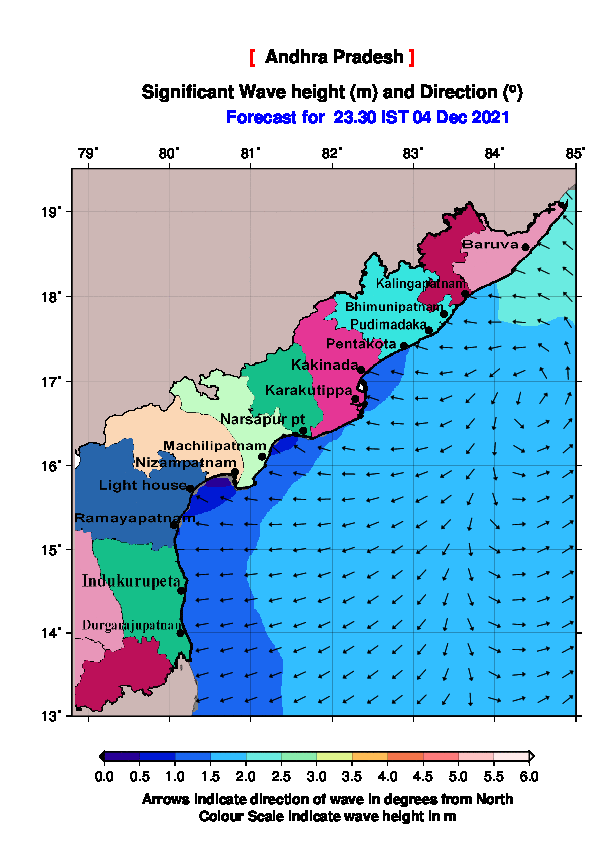 [ Andhra Pradesh ]
Significant Wave height (m) and Direction (°)
Forecast for 23.30 IST 04 Dec 2021
79° 80° 81° 82° 83° 84° 85°
19°
Baruva
Kalingapatnam
18°
Bhimunipatnam
Pudimadaka
Pentakota
Kakinada
17°
Karakutippa
Narsapur pt
Machilipatnam
16°
Nizampatnam
Light house
Ramayapatnam
15°
Indukurupeta
Durgarajupatnam
14°
13°
0.0 0.5 1.0 1.5 2.0 2.5 3.0 3.5 4.0 4.5 5.0 5.5 6.0
Arrows indicate direction of wave in degrees from North
Colour Scale indicate wave height in m